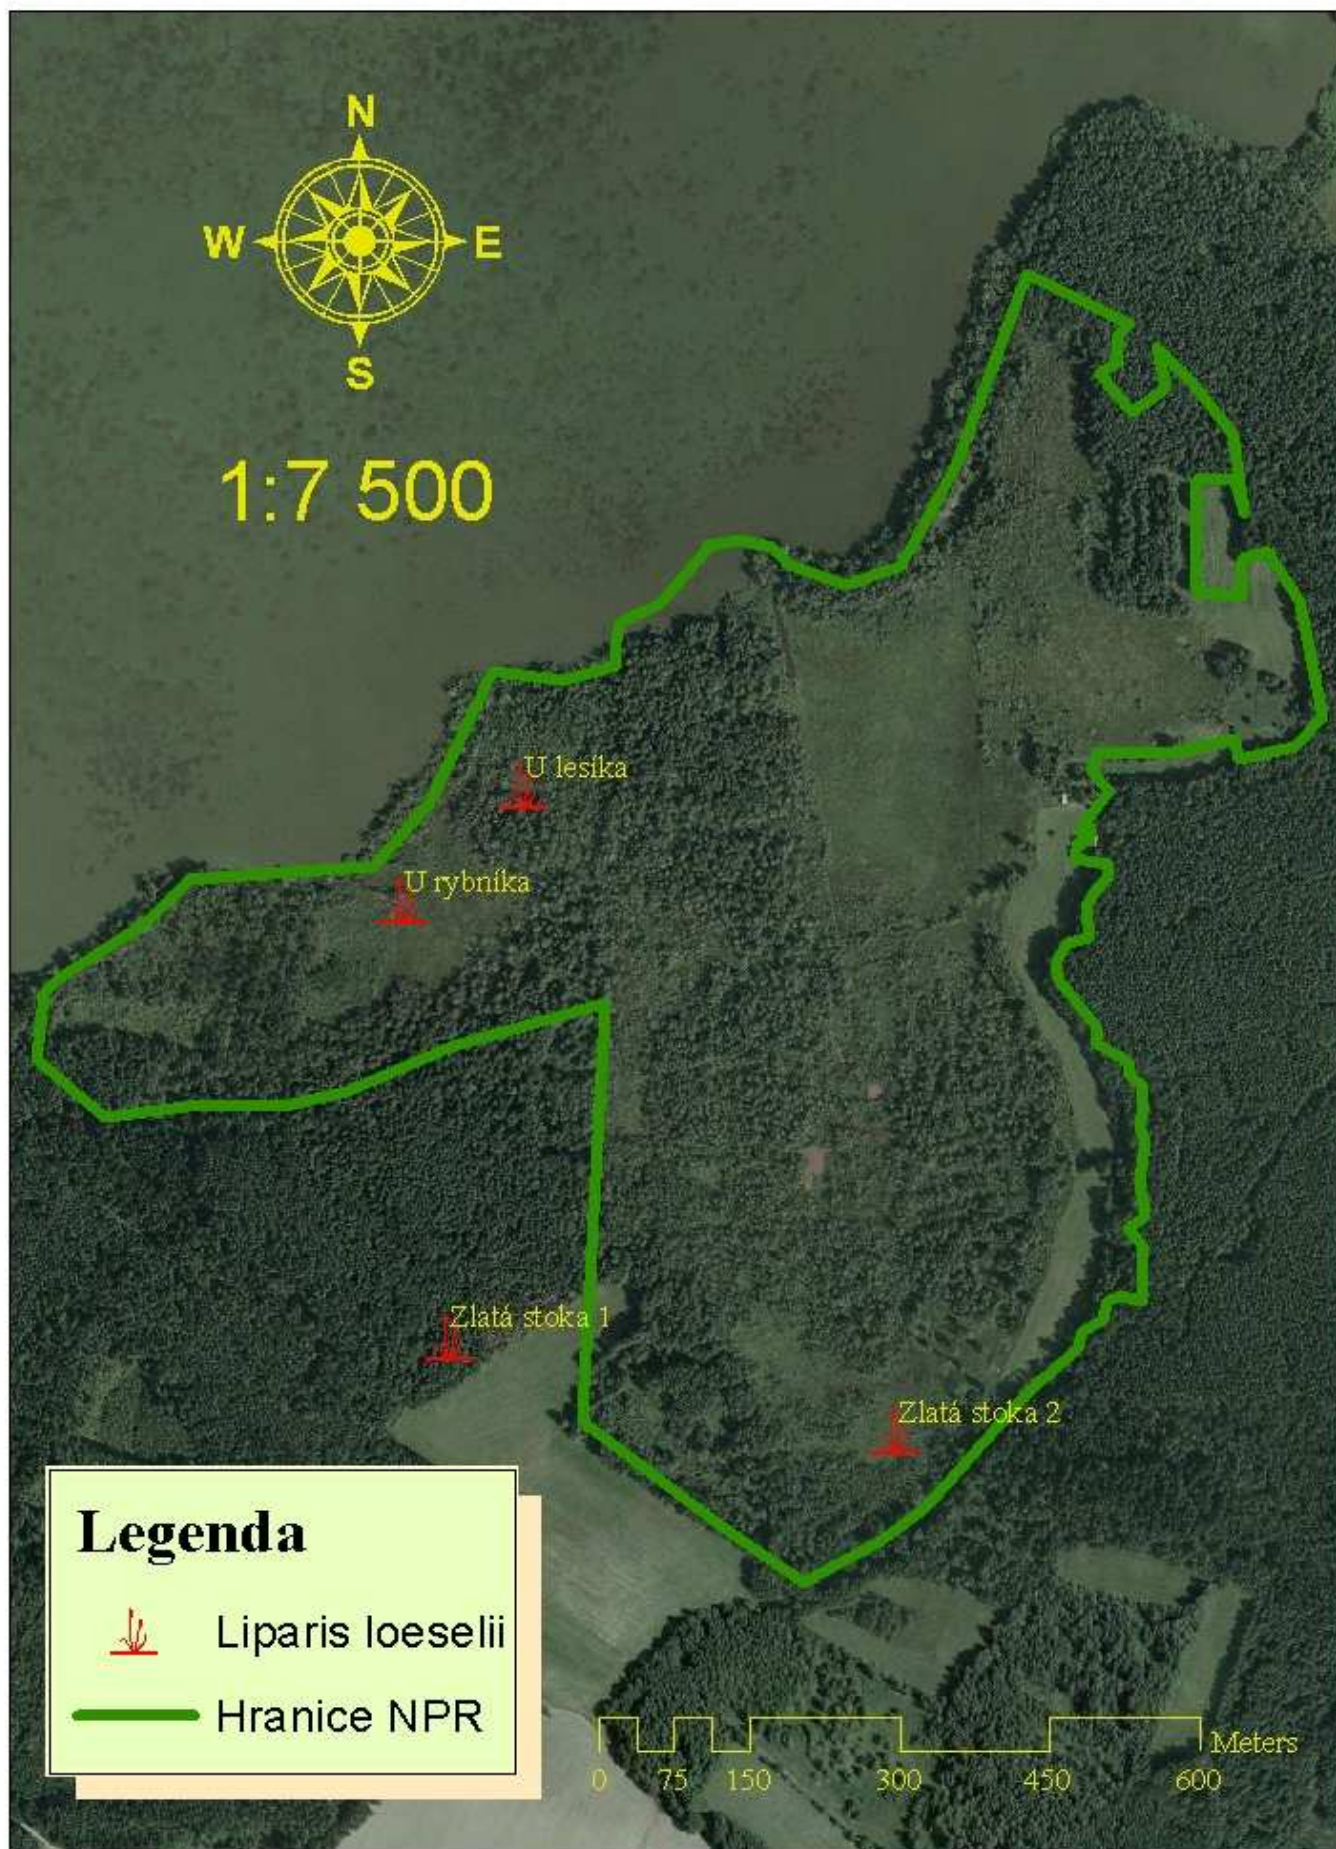 N
W E
S
1:7 500
U lesíka
U rybníka
Zlatá stoka 1
Zlatá stoka 2
Legenda
Liparis loeselii
Hranice NPR
Meters
0 75 150 300 450 600